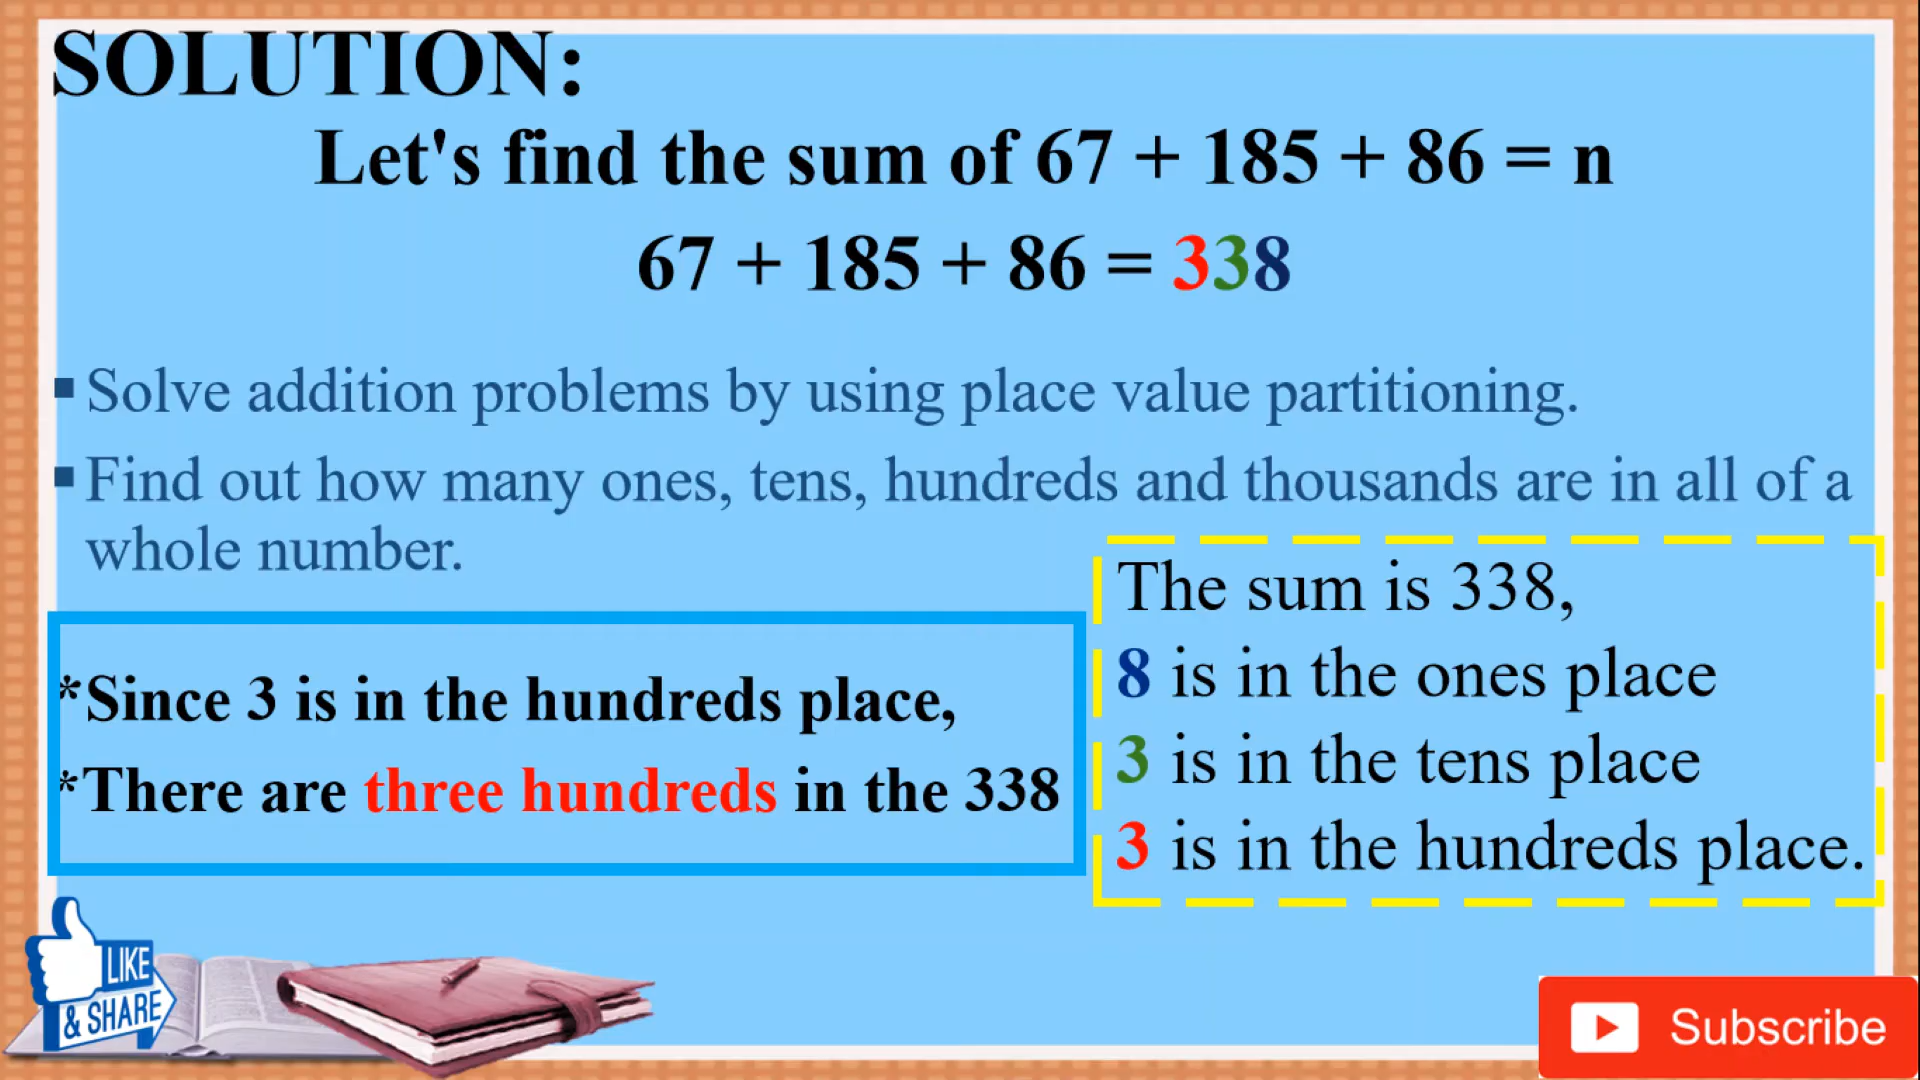 SOLUTION:
Let's find the sum of 67 + 185 + 86 = n
67 + 185 + 86 = 338
▪ Solve addition problems by using place value partitioning.
▪ Find out how many ones, tens, hundreds and thousands are in all of a
whole number.
*Since 3 is in the hundreds place,
*There are three hundreds in the 338
The sum is 338,
8 is in the ones place
3 is in the tens place
3 is in the hundreds place.
LIKE
& SHARE
Subscribe